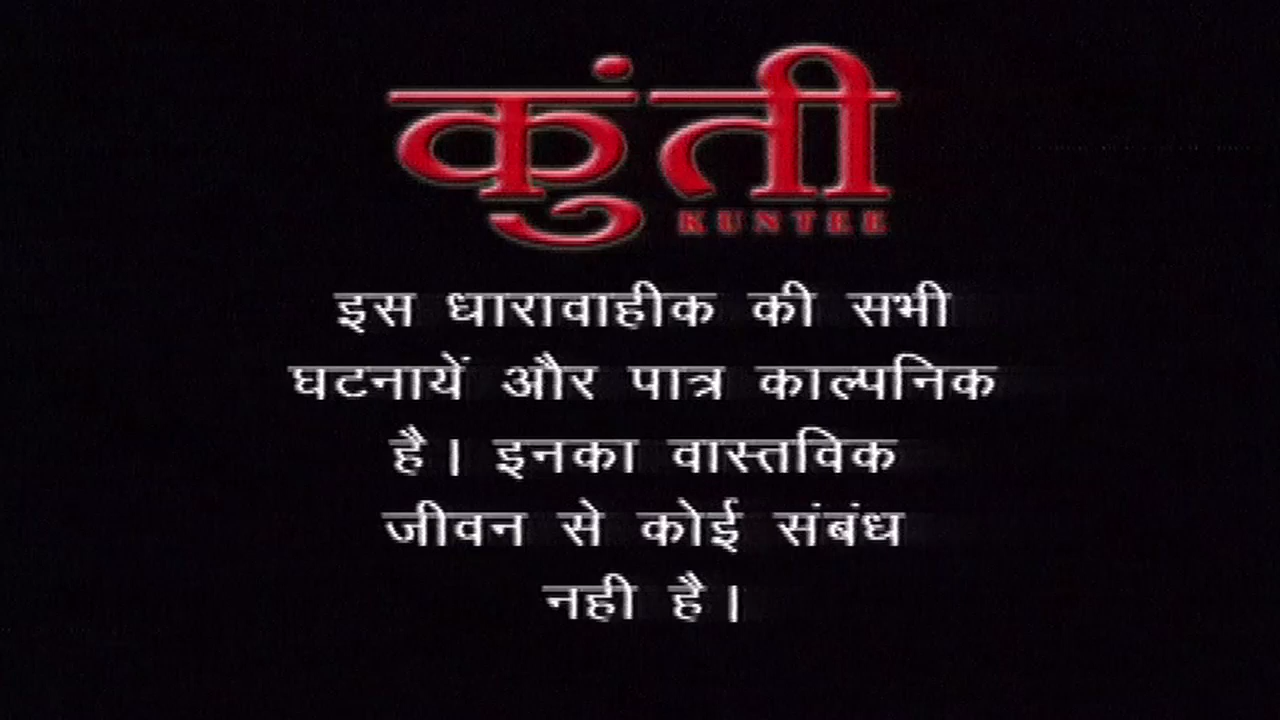 कुंती
KUNTEE
इस धारावाहीक की सभी
घटनायें और पात्र काल्पनिक
है। इनका वास्तविक
जीवन से कोई संबंध
नही है।